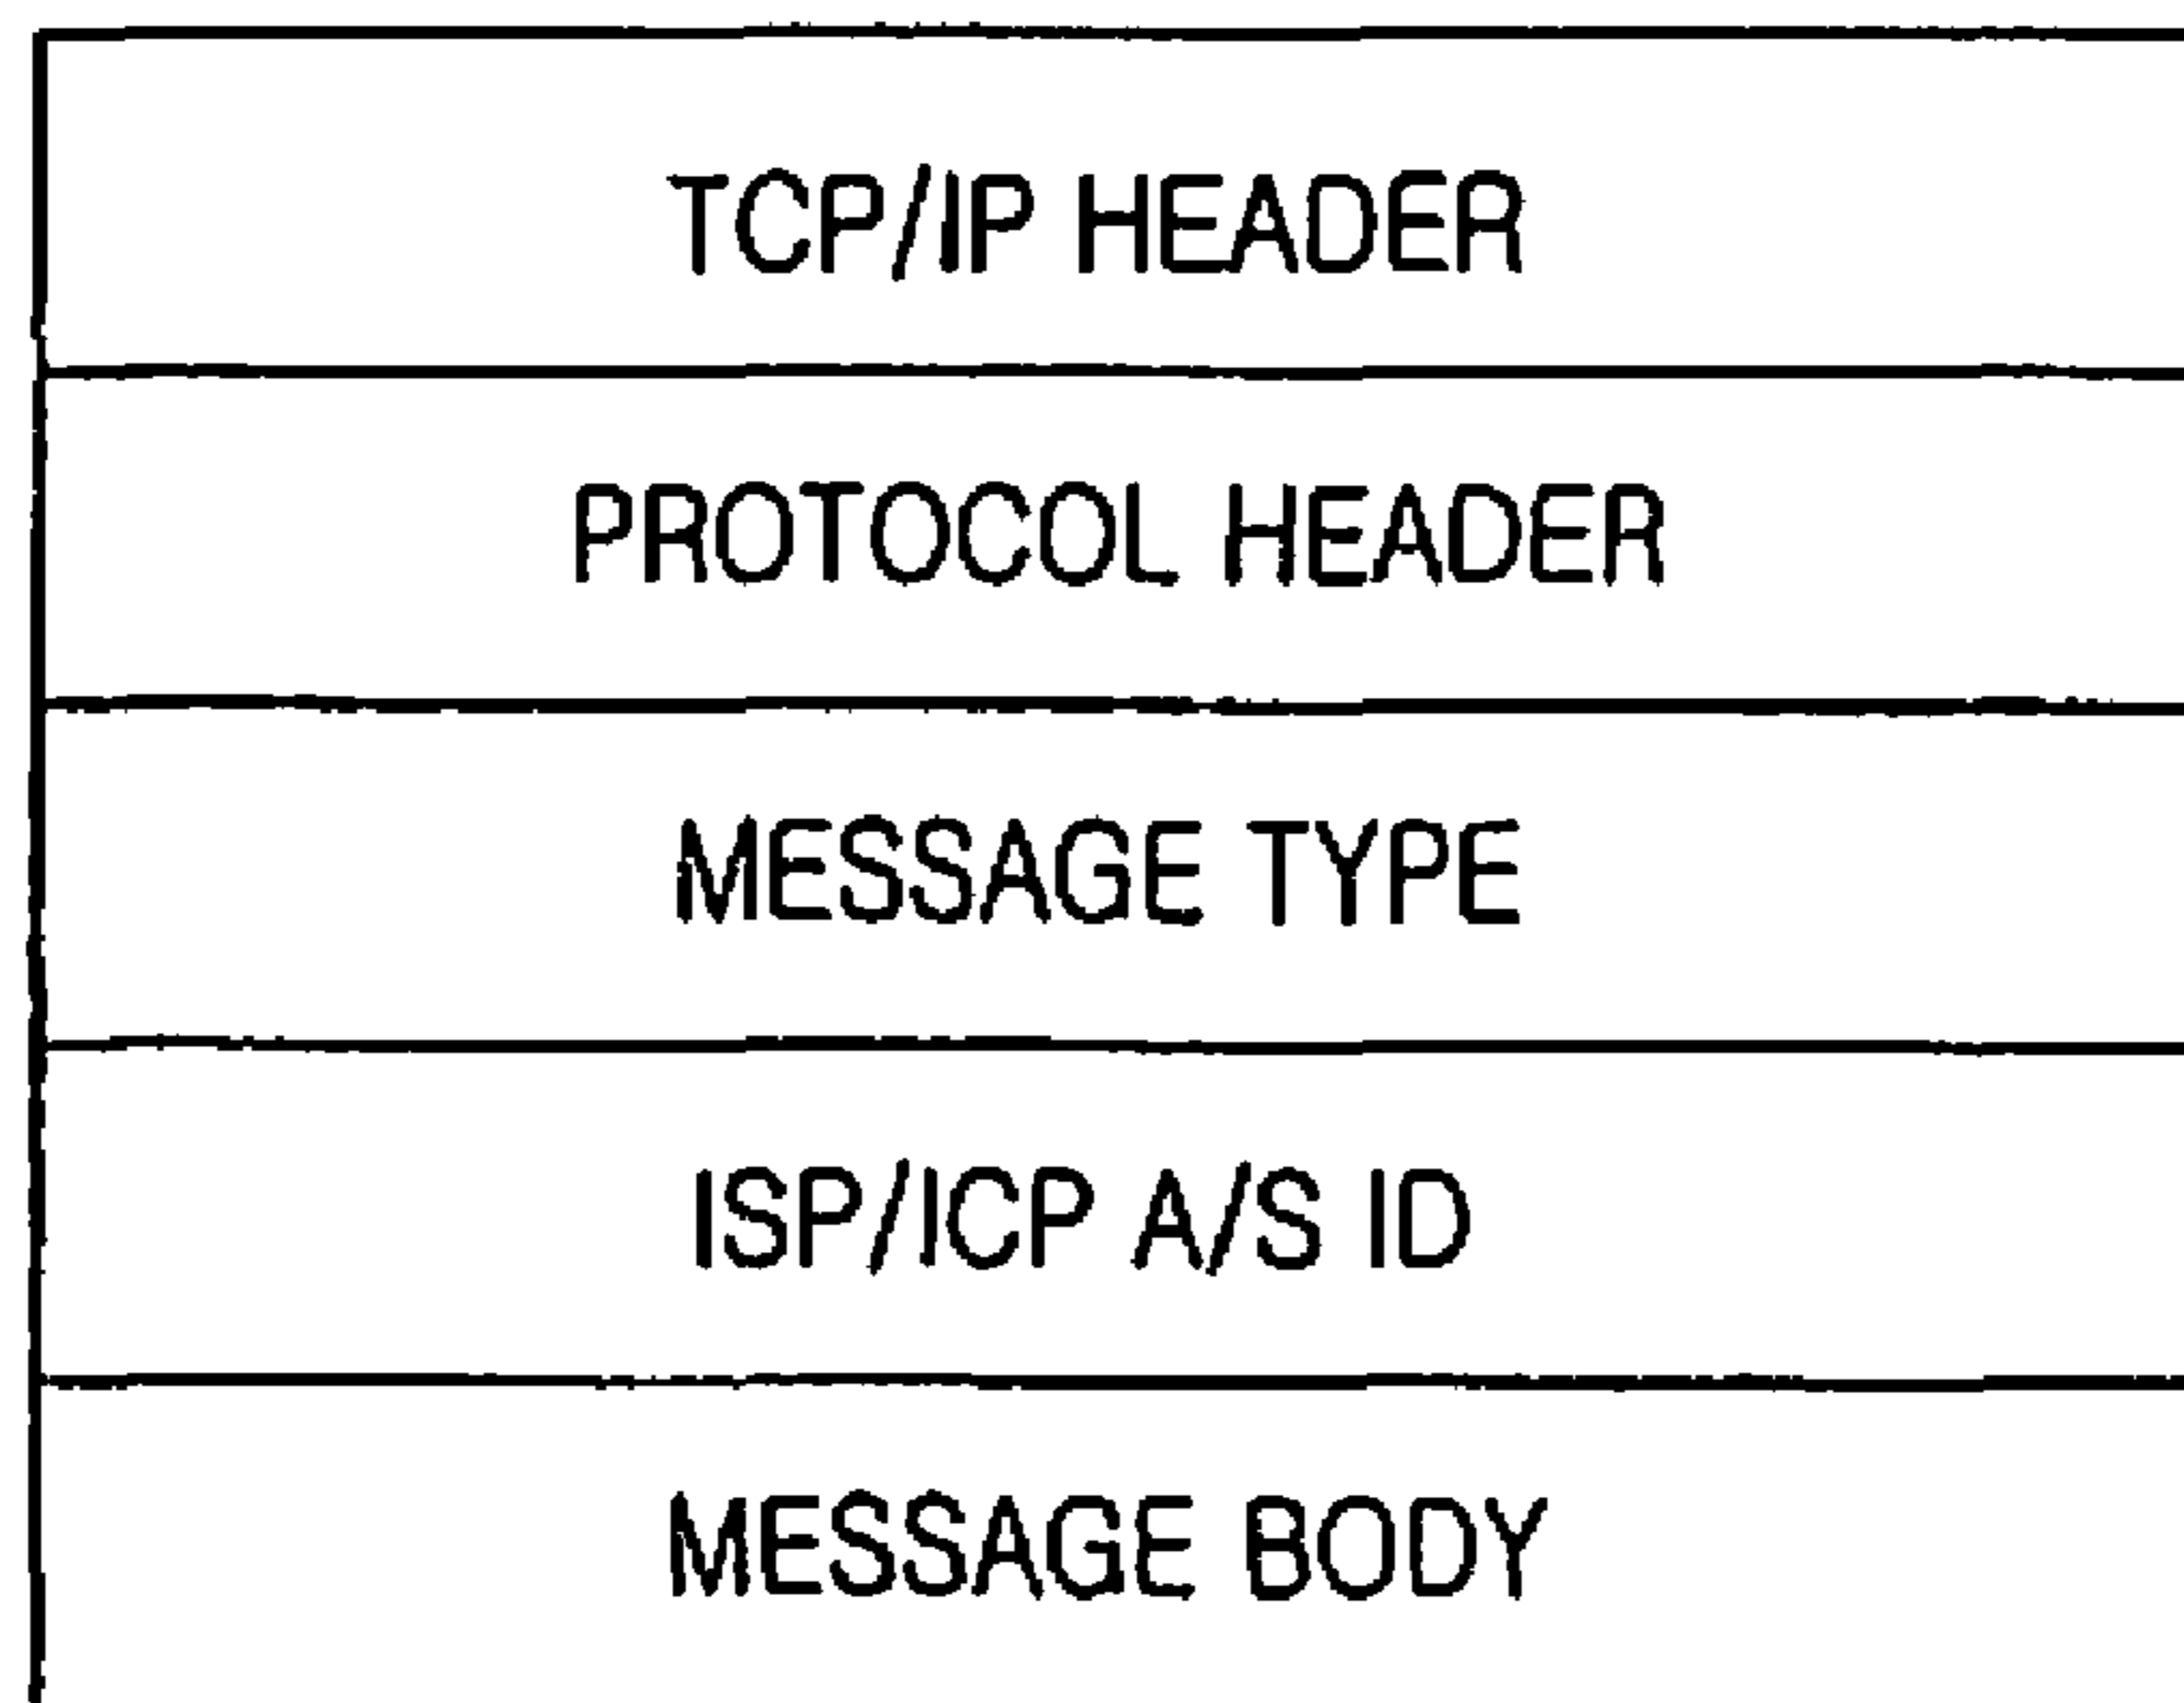 TCP/IP HEADER
PROTOCOL HEADER
MESSAGE TYPE
ISP/ICP A/S ID
MESSAGE BODY